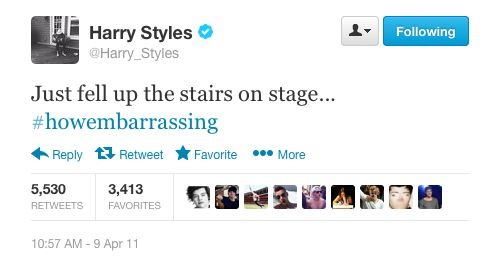 Harry Styles
@Harry_Styles
Following
Just fell up the stairs on stage...
#howembarrassing
Reply Retweet Favorite More
5,530 3,413
RETWEETS FAVORITES
10:57 AM - 9 Apr 11